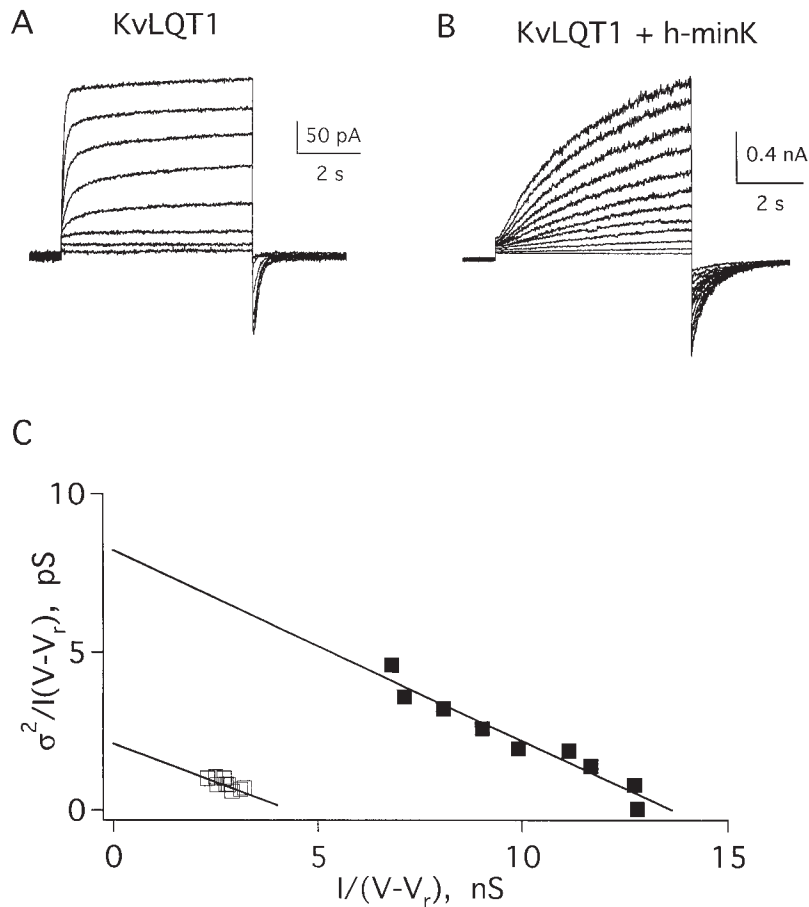 A
KvLQT1
50 pA
2 s
B
KvLQT1 + h-minK
0.4 nA
2 s
C
10
5
0
σ²/I(V-Vᵣ), pS
0
5
10
15
I/(V-Vᵣ), nS